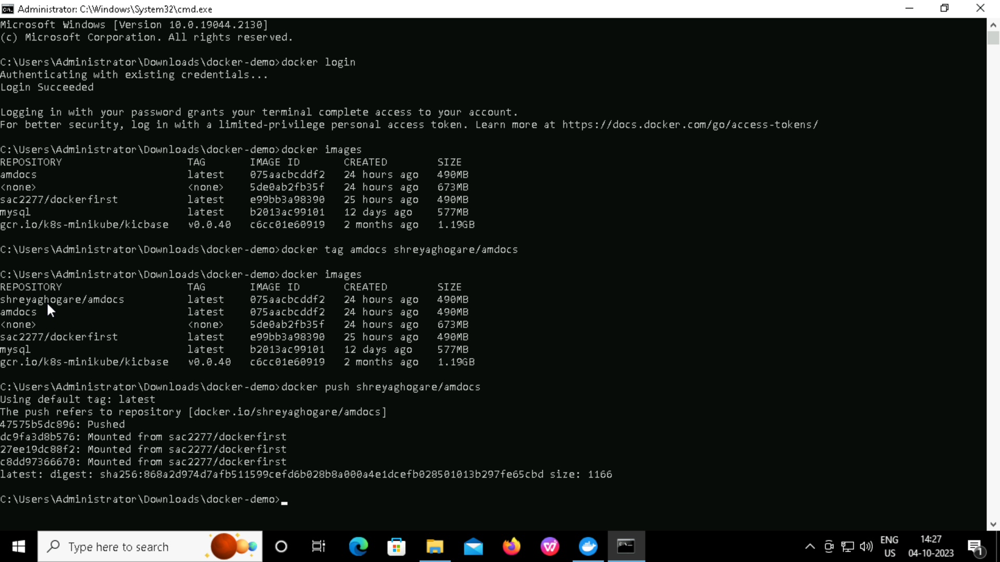 Administrator: C:\Windows\System32\cmd.exe
Microsoft Windows [Version 10.0.19044.2130]
(c) Microsoft Corporation. All rights reserved.
C:\Users\Administrator\Downloads\docker-demo>docker login
Authenticating with existing credentials...
Login Succeeded
Logging in with your password grants your terminal complete access to your account.
For better security, log in with a limited-privilege personal access token. Learn more at https://docs.docker.com/go/access-tokens/
C:\Users\Administrator\Downloads\docker-demo>docker images
REPOSITORY TAG IMAGE ID CREATED SIZE
amdocs latest 075aacbcddf2 24 hours ago 490MB
<none> <none> 5de0ab2fb35f 24 hours ago 673MB
sac2277/dockerfirst latest e99bb3a98390 25 hours ago 490MB
mysql latest b2013ac99101 12 days ago 577MB
gcr.io/k8s-minikube/kicbase v0.0.40 c6cc01e60919 2 months ago 1.19GB
C:\Users\Administrator\Downloads\docker-demo>docker tag amdocs shreyaghogare/amdocs
C:\Users\Administrator\Downloads\docker-demo>docker images
REPOSITORY TAG IMAGE ID CREATED SIZE
shreyaghogare/amdocs latest 075aacbcddf2 24 hours ago 490MB
amdocs latest 075aacbcddf2 24 hours ago 490MB
<none> <none> 5de0ab2fb35f 24 hours ago 673MB
sac2277/dockerfirst latest e99bb3a98390 25 hours ago 490MB
mysql latest b2013ac99101 12 days ago 577MB
gcr.io/k8s-minikube/kicbase v0.0.40 c6cc01e60919 2 months ago 1.19GB
C:\Users\Administrator\Downloads\docker-demo>docker push shreyaghogare/amdocs
Using default tag: latest
The push refers to repository [docker.io/shreyaghogare/amdocs]
47575b5dc896: Pushed
dc9fa3d8b576: Mounted from sac2277/dockerfirst
27ee19dc88f2: Mounted from sac2277/dockerfirst
c8dd97366670: Mounted from sac2277/dockerfirst
latest: digest: sha256:868a2d974d7afb511599cefd6b028b8a000a4e1dcefb028501013b297fe65cbd size: 1166
C:\Users\Administrator\Downloads\docker-demo>
Type here to search
ENG
US
14:27
04-10-2023
1